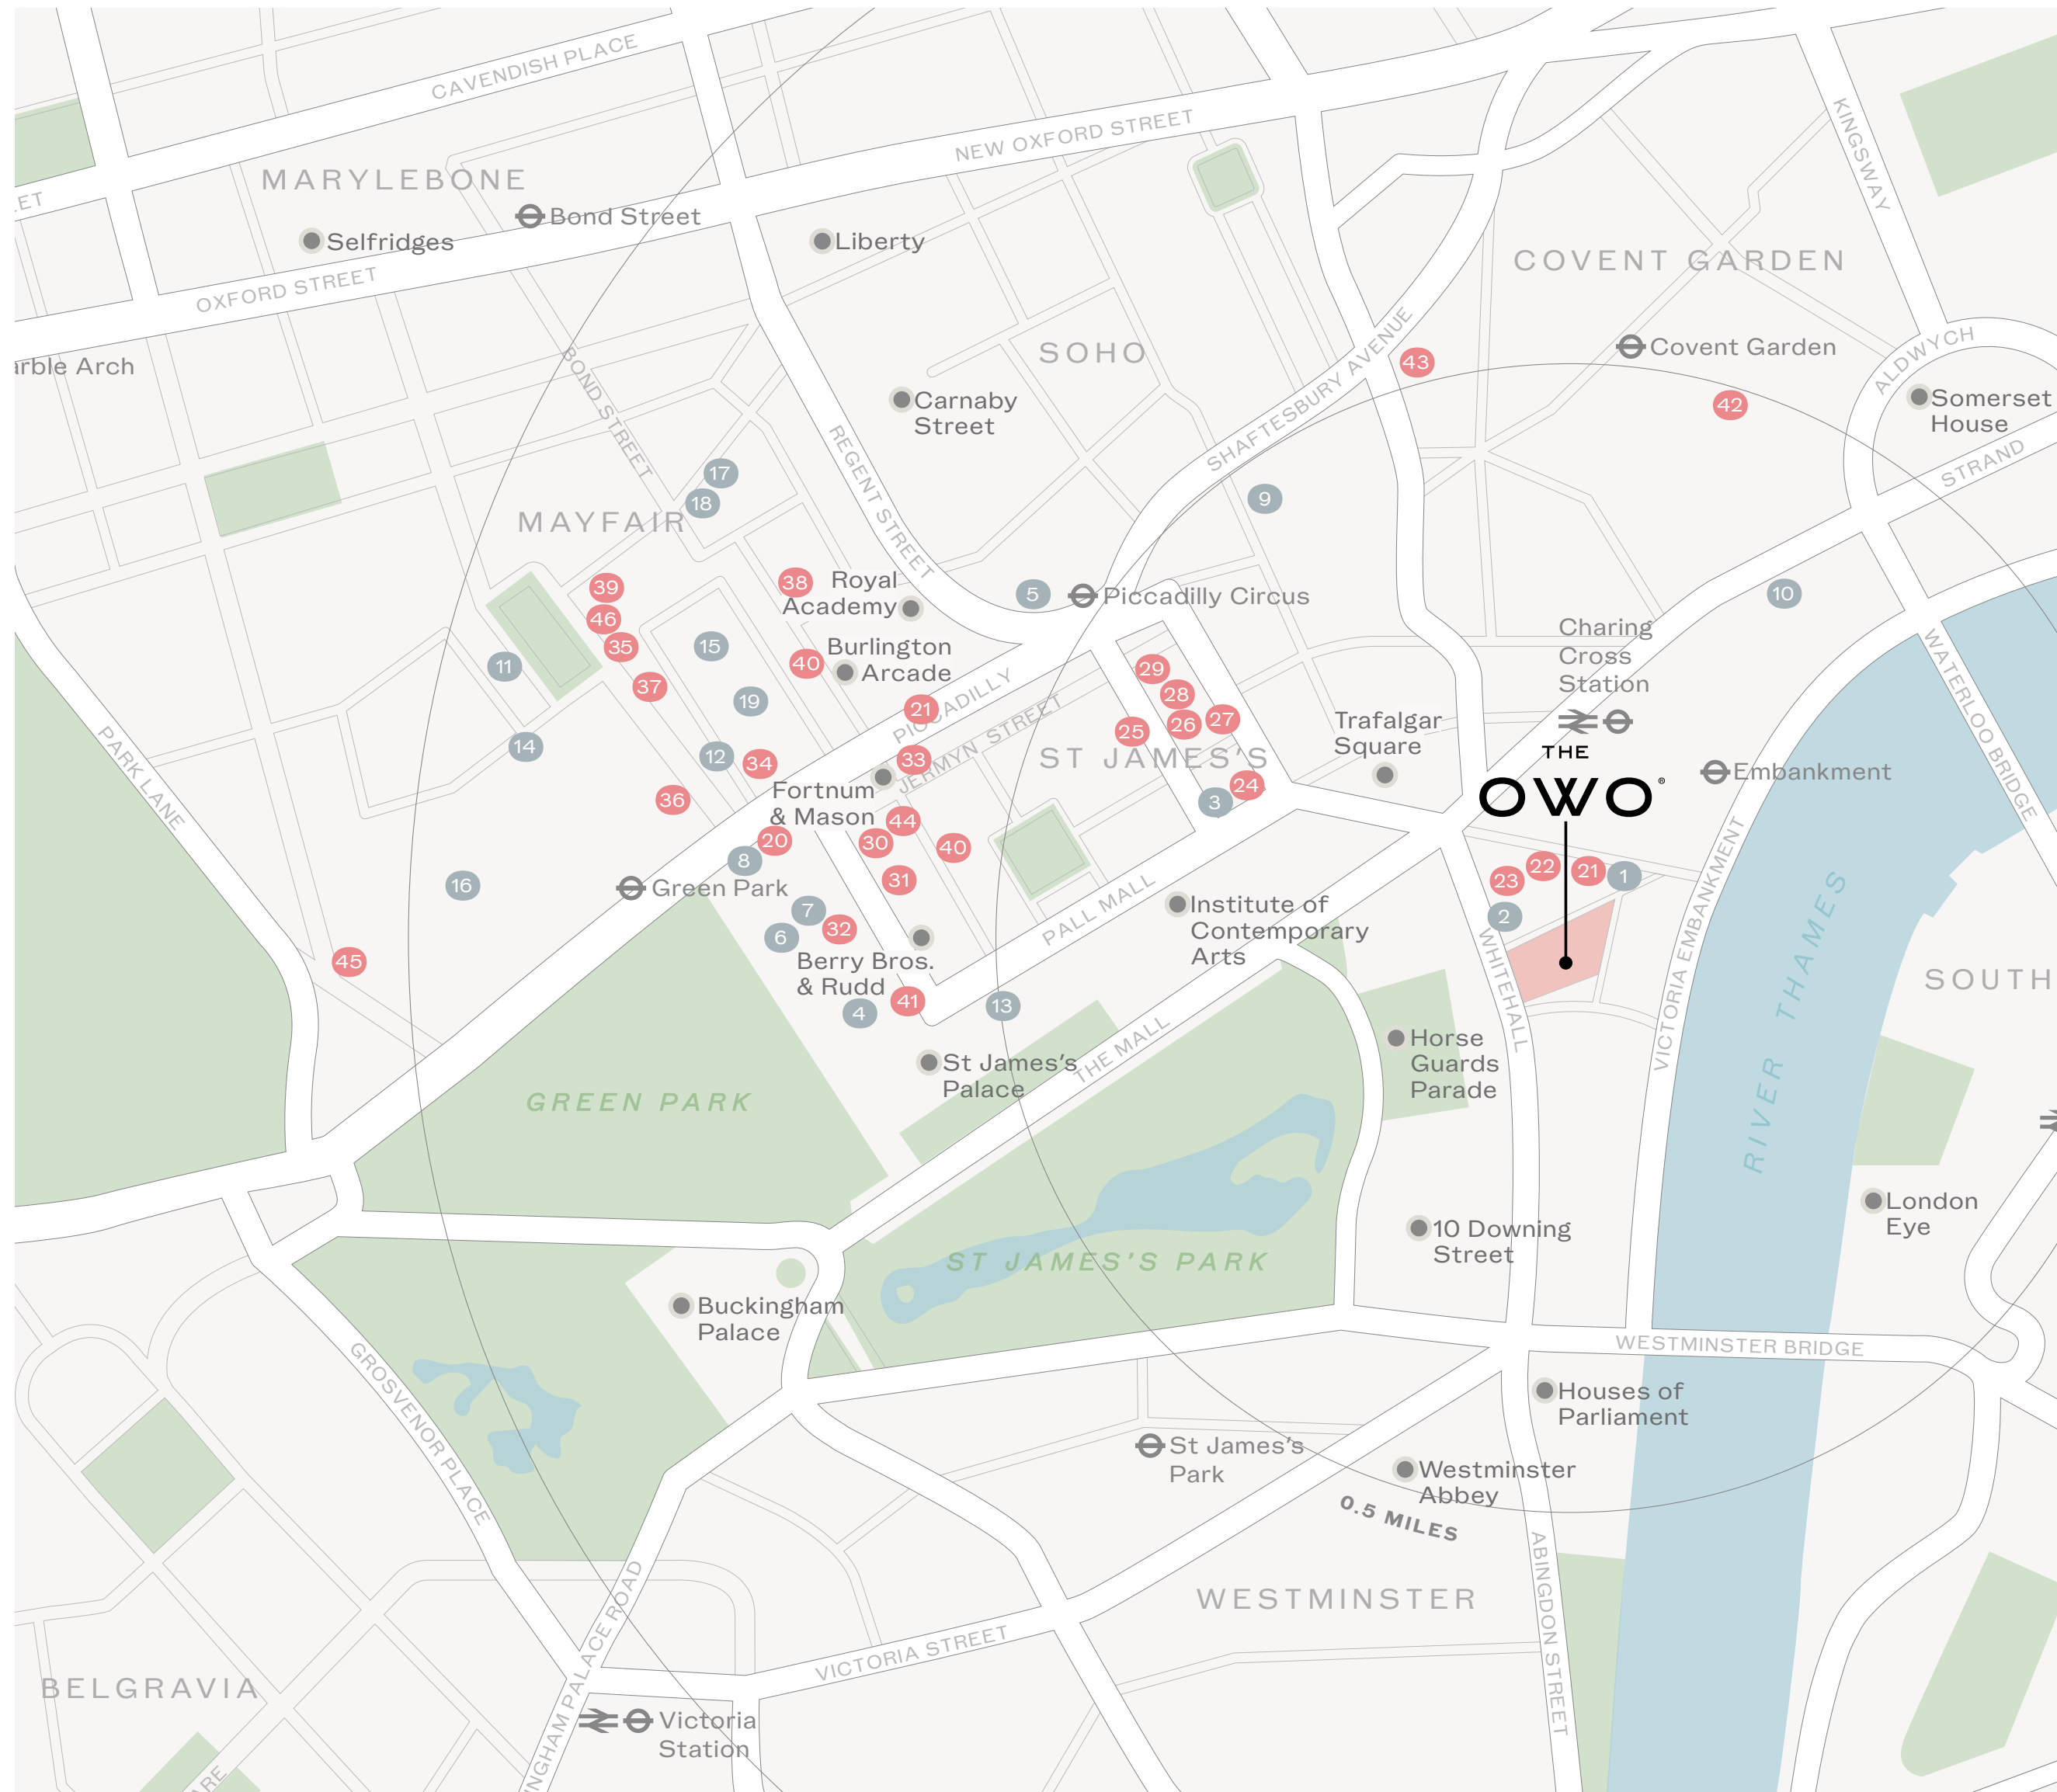 CAVENDISH PLACE
NEW OXFORD STREET
KINGSWAY
MARYLEBONE
ET
Bond Street
Selfridges
Liberty
COVENT GARDEN
OXFORD STREET
arble Arch
BOND STREET
SOHO
SHAFTESBURY AVENUE
43
Covent Garden
ALDWYCH
42
Somerset
House
Carnaby
Street
REGENT STREET
STRAND
17
18
9
MAYFAIR
39
38
Royal
Academy
5
Piccadilly Circus
10
46
35
15
Burlington
Arcade
40
Charing
Cross
Station
11
37
19
29
28
21
PICCADILLY
JERMYN STREET
25
26
27
Trafalgar
Square
WATERLOO BRIDGE
PARK LANE
14
12
34
33
ST JAMES'S
THE
OWO®
Embankment
36
Fortnum
& Mason
3
24
20
44
30
40
8
31
16
Green Park
PALL MALL
Institute of
Contemporary
Arts
23
22
21
1
2
7
6
32
Berry Bros.
& Rudd
45
4
41
13
WHITEHALL
VICTORIA EMBANKMENT
RIVER THAMES
SOUTH
St James's
Palace
THE MALL
Horse
Guards
Parade
GREEN PARK
London
Eye
10 Downing
Street
ST JAMES'S PARK
Buckingham
Palace
WESTMINSTER BRIDGE
GROSVENOR PLACE
Houses of
Parliament
St James's
Park
Westminster
Abbey
0.5 MILES
ABINGDON STREET
WESTMINSTER
VICTORIA STREET
INGHAM PALACE ROAD
BELGRAVIA
Victoria
Station
ARE